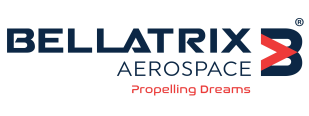 BELLATRIX
AEROSPACE
Propelling Dreams
®